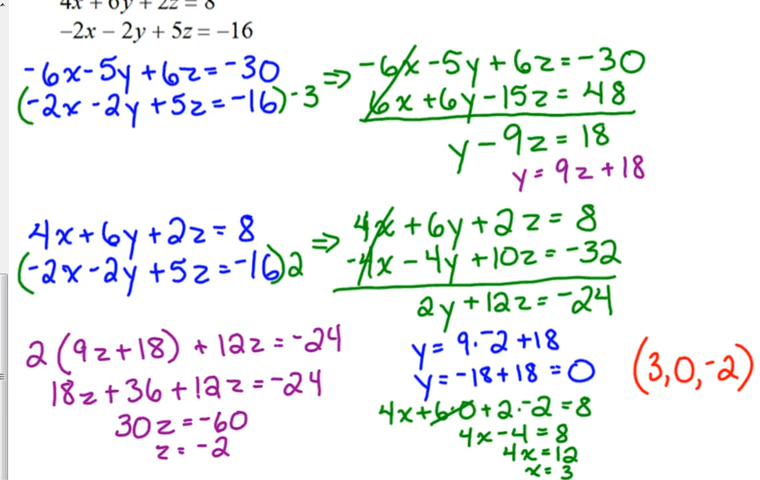 4x + 6y + 2z = 8
−2x − 2y + 5z = −16
-6x-5y+6z=-30
(-2x-2y+5z=-16)-3
⇒
-6x-5y+6z=-30
6x+6y-15z=48
y-9z=18
y=9z+18
4x+6y+2z=8
(-2x-2y+5z=-16)2
⇒
4x+6y+2z=8
-4x-4y+10z=-32
2y+12z=-24
2(9z+18)+12z=-24
18z+36+12z=-24
30z=-60
z=-2
y=9·-2+18
y=-18+18=0
4x+6·0+2·-2=8
4x-4=8
4x=12
x=3
(3,0,-2)